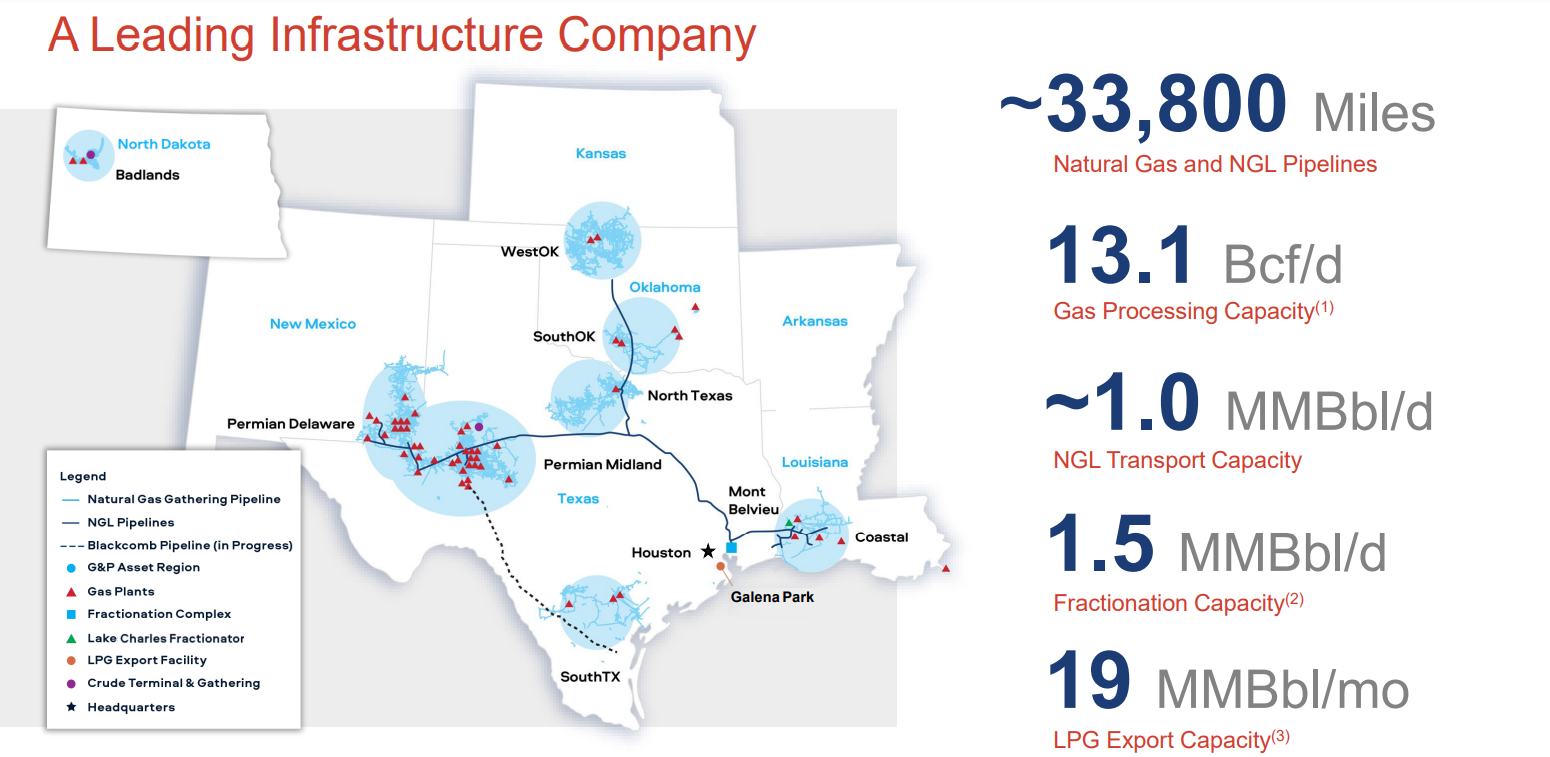 A Leading Infrastructure Company
North Dakota
Badlands
Kansas
WestOK
Oklahoma
New Mexico
SouthOK
Arkansas
North Texas
Permian Delaware
Permian Midland
Louisiana
Texas
Mont
Belvieu
Coastal
Houston
Galena Park
SouthTX
Legend
Natural Gas Gathering Pipeline
NGL Pipelines
Blackcomb Pipeline (in Progress)
G&P Asset Region
Gas Plants
Fractionation Complex
Lake Charles Fractionator
LPG Export Facility
Crude Terminal & Gathering
Headquarters
~33,800 Miles
Natural Gas and NGL Pipelines
13.1 Bcf/d
Gas Processing Capacity(1)
~1.0 MMBbl/d
NGL Transport Capacity
1.5 MMBbl/d
Fractionation Capacity(2)
19 MMBbl/mo
LPG Export Capacity(3)